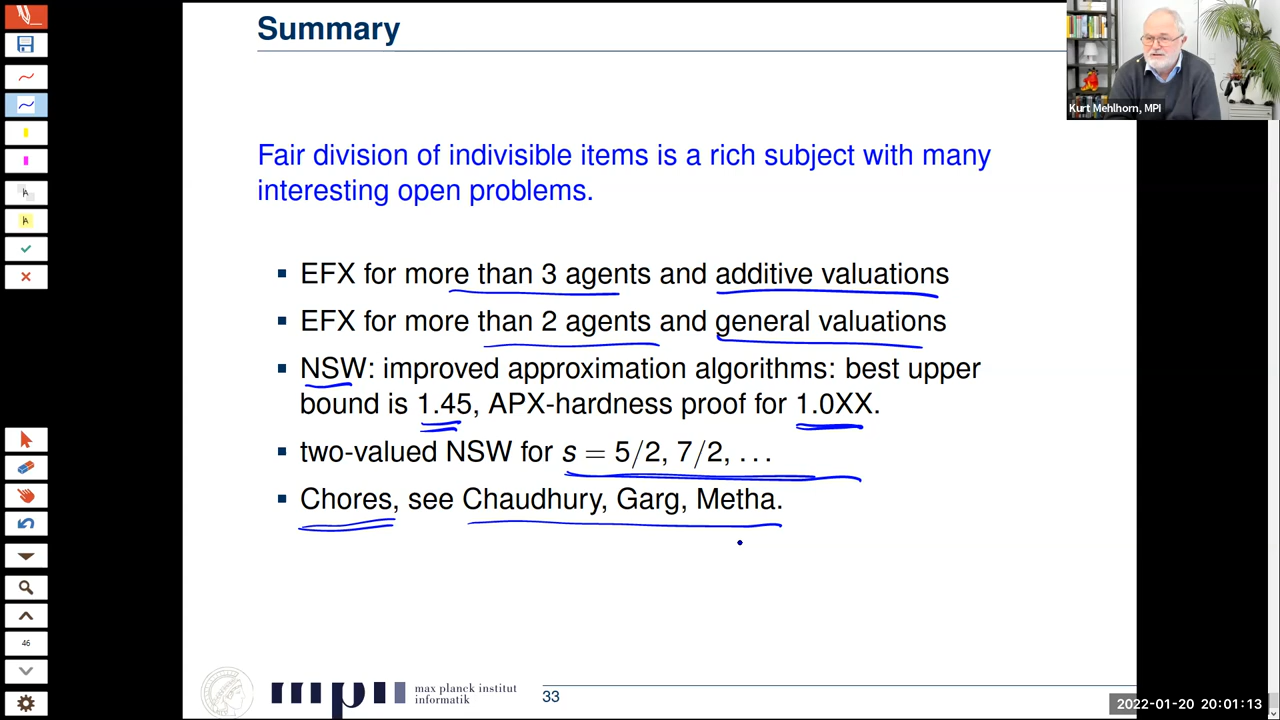 Summary
Kurt Mehlhorn, MPI
Fair division of indivisible items is a rich subject with many
interesting open problems.
EFX for more than 3 agents and additive valuations
EFX for more than 2 agents and general valuations
NSW: improved approximation algorithms: best upper
bound is 1.45, APX-hardness proof for 1.0XX.
two-valued NSW for s = 5/2, 7/2, ...
Chores, see Chaudhury, Garg, Metha.
46
mpii max planck institut
informatik
33
2022-01-20 20:01:13